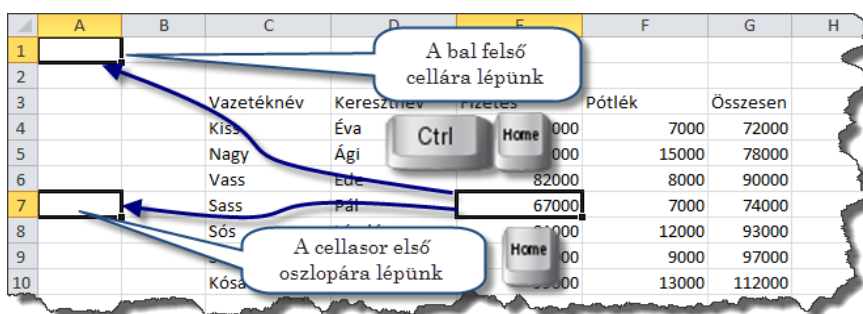 A B C D E F G H
1 A bal felső
2 cellára lépünk
3 Vazetéknév Keresztnév Fizetés Pótlék Összesen
4 Kiss Éva 000 7000 72000
Ctrl Home
5 Nagy Ági 000 15000 78000
6 Vass Ede 82000 8000 90000
7 Sass Pál 67000 7000 74000
8 Sós 12000 93000
A cellasor első
oszlopára lépünk
Home
9 9000 97000
10 Kósa 13000 112000